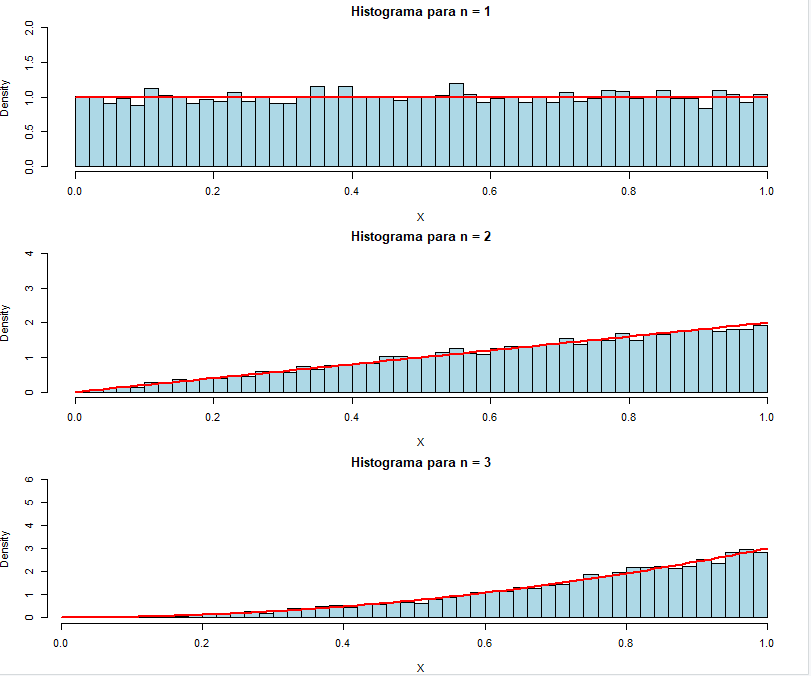 Histograma para n = 1
Density
0.0 0.5 1.0 1.5 2.0
0.0 0.2 0.4 0.6 0.8 1.0
X
Histograma para n = 2
Density
0 1 2 3 4
0.0 0.2 0.4 0.6 0.8 1.0
X
Histograma para n = 3
Density
0 1 2 3 4 5 6
0.0 0.2 0.4 0.6 0.8 1.0
X